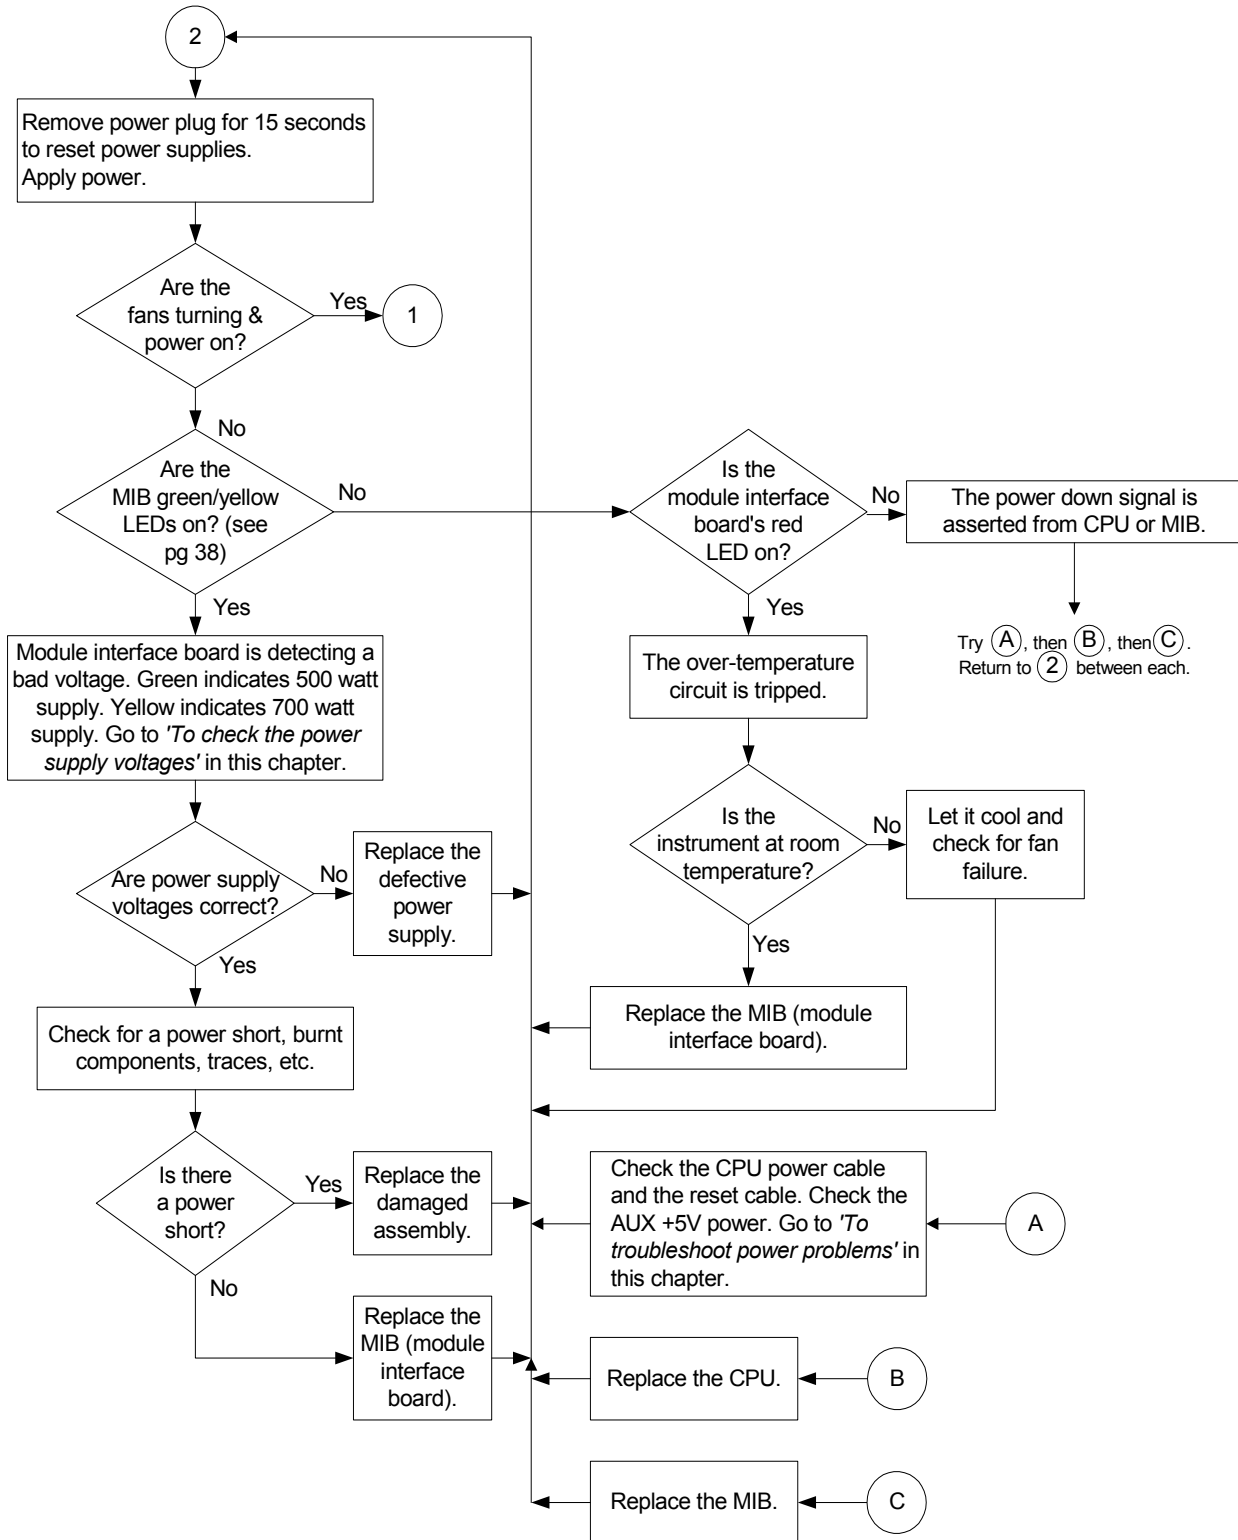 2
Remove power plug for 15 seconds
to reset power supplies.
Apply power.
Are the
fans turning &
power on?
Yes
1
No
Are the
MIB green/yellow
LEDs on? (see
pg 38)
No
Is the
module interface
board's red
LED on?
No
The power down signal is
asserted from CPU or MIB.
Try A, then B, then C.
Return to 2 between each.
Yes
Module interface board is detecting a
bad voltage. Green indicates 500 watt
supply. Yellow indicates 700 watt
supply. Go to 'To check the power
supply voltages' in this chapter.
Yes
The over-temperature
circuit is tripped.
Is the
instrument at room
temperature?
No
Let it cool and
check for fan
failure.
Are power supply
voltages correct?
No
Replace the
defective
power
supply.
Yes
Yes
Replace the MIB (module
interface board).
Check for a power short, burnt
components, traces, etc.
Is there
a power
short?
Yes
Replace the
damaged
assembly.
Check the CPU power cable
and the reset cable. Check the
AUX +5V power. Go to 'To
troubleshoot power problems' in
this chapter.
A
No
Replace the
MIB (module
interface
board).
Replace the CPU.
B
Replace the MIB.
C